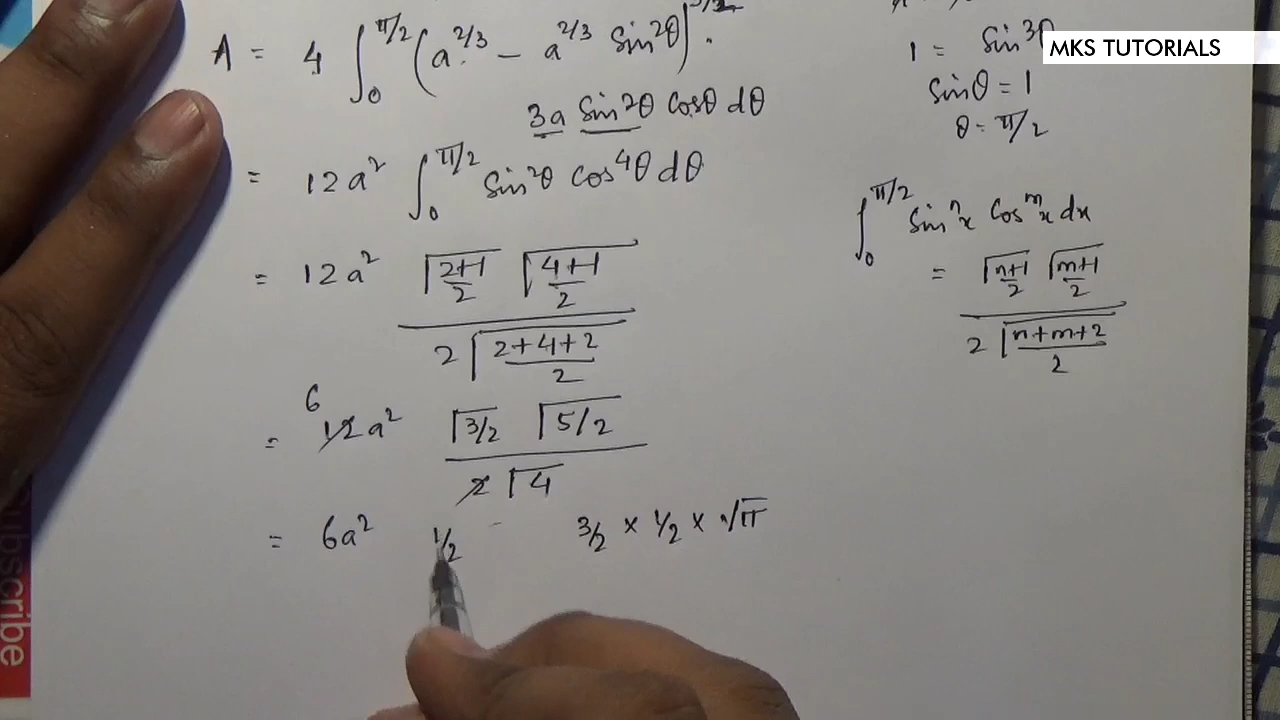 A = 4 ∫₀^π/2 (a^2/3 − a^2/3 sin²θ)^3/2 .
3a sin²θ cosθ dθ
= 12a² ∫₀^π/2 sin²θ cos⁴θ dθ
= 12a² Γ(2+1/2) Γ(4+1/2) / 2 Γ(2+4+2/2)
6
= 12a² Γ3/2 Γ5/2 / 2 Γ4
= 6a² 1/2 3/2 × 1/2 × √π
MKS TUTORIALS
1 = sin³θ
sinθ = 1
θ = π/2
∫₀^π/2 sinⁿx cosᵐx dx
= Γ(n+1/2) Γ(m+1/2) / 2 Γ(n+m+2/2)
ubscribe